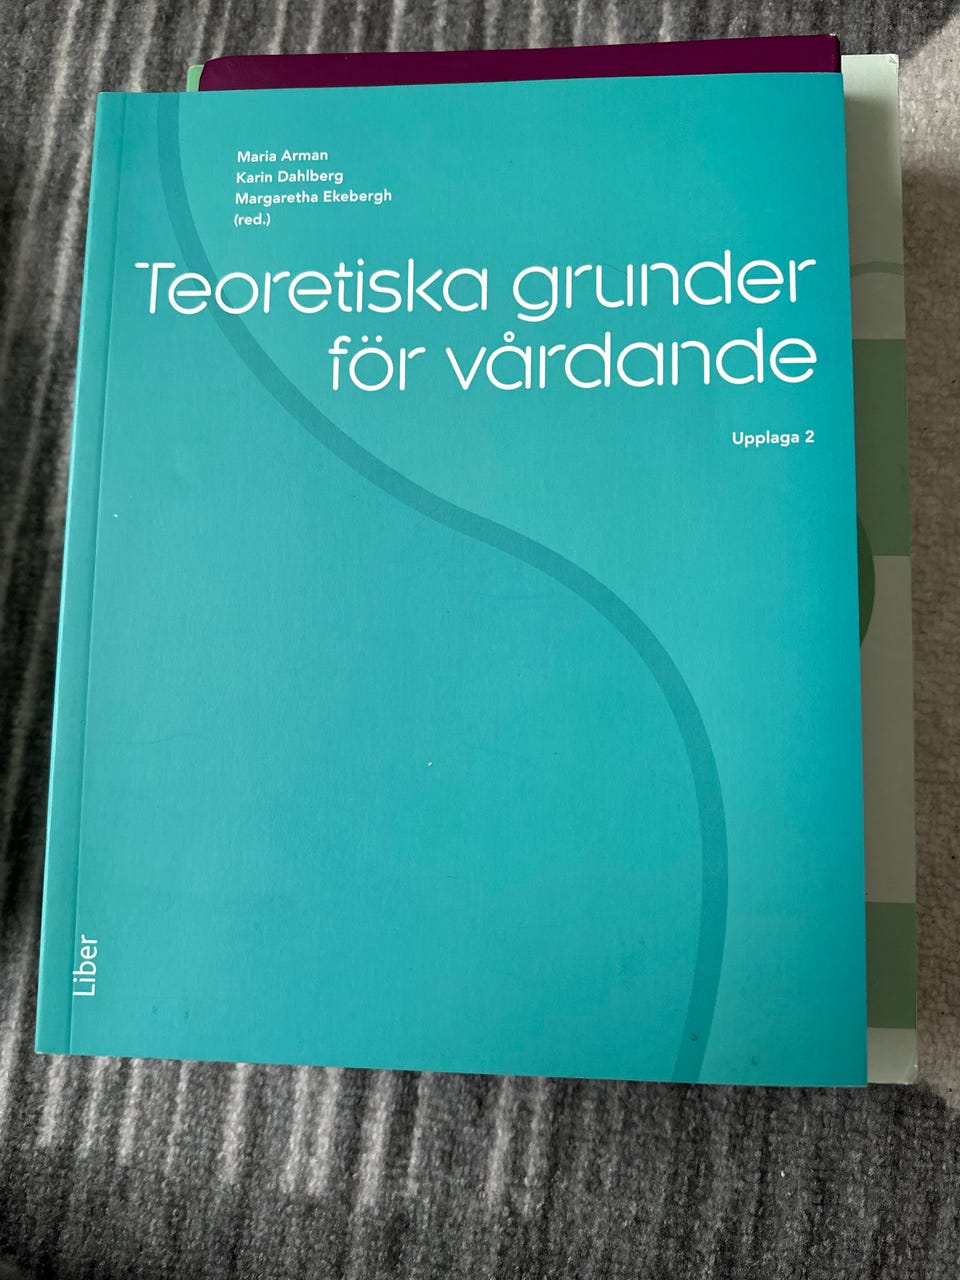 Maria Arman
Karin Dahlberg
Margaretha Ekebergh
(red.)
Teoretiska grunder
för vårdande
Upplaga 2
Liber